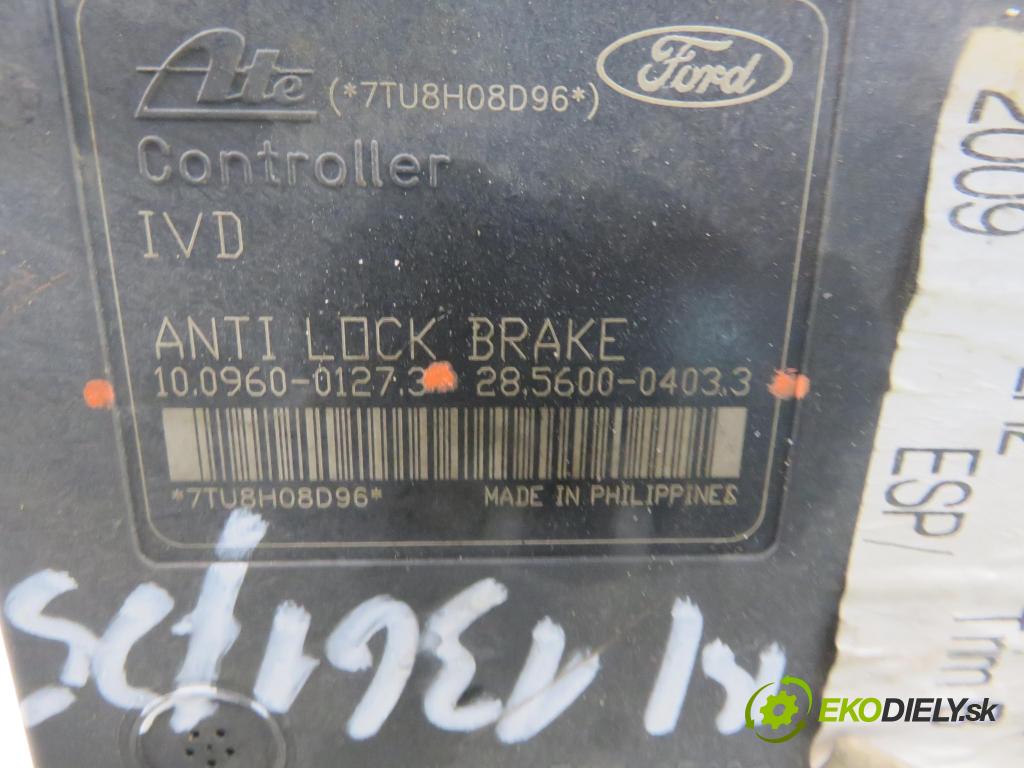 Ate (*7TU8H08D96*) Ford
Controller
IVD
ANTI LOCK BRAKE
10.0960-0127.3 28.5600-0403.3
*7TU8H08D96* MADE IN PHILIPPINES
2009
ESP/
EKODIELY.sk